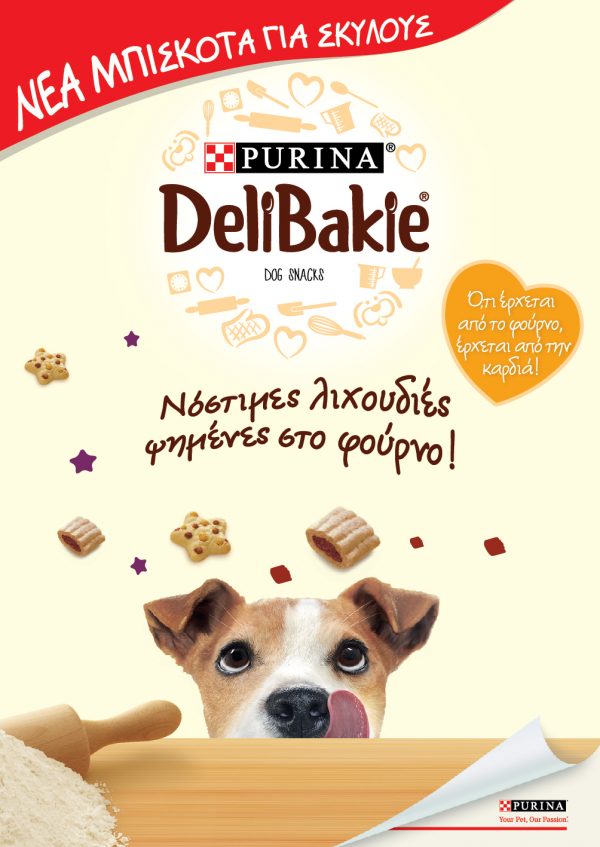 ΝΕΑ ΜΠΙΣΚΟΤΑ ΓΙΑ ΣΚΥΛΟΥΣ
PURINA®
DeliBakie®
DOG SNACKS
Ότι έρχεται
από το φούρνο,
έρχεται από την
καρδιά!
Νόστιμες λιχουδιές
ψημένες στο φούρνο!
PURINA
Your Pet, Our Passion.®